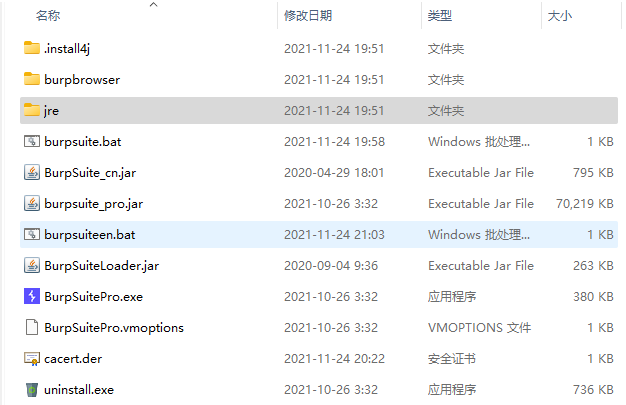 名称 修改日期 类型 大小
.install4j 2021-11-24 19:51 文件夹
burpbrowser 2021-11-24 19:51 文件夹
jre 2021-11-24 19:51 文件夹
burpsuite.bat 2021-11-24 19:58 Windows 批处理... 1 KB
BurpSuite_cn.jar 2020-04-29 18:01 Executable Jar File 795 KB
burpsuite_pro.jar 2021-10-26 3:32 Executable Jar File 70,219 KB
burpsuiteen.bat 2021-11-24 21:03 Windows 批处理... 1 KB
BurpSuiteLoader.jar 2020-09-04 9:36 Executable Jar File 263 KB
BurpSuitePro.exe 2021-10-26 3:32 应用程序 380 KB
BurpSuitePro.vmoptions 2021-10-26 3:32 VMOPTIONS 文件 1 KB
cacert.der 2021-11-24 20:22 安全证书 1 KB
uninstall.exe 2021-10-26 3:32 应用程序 736 KB